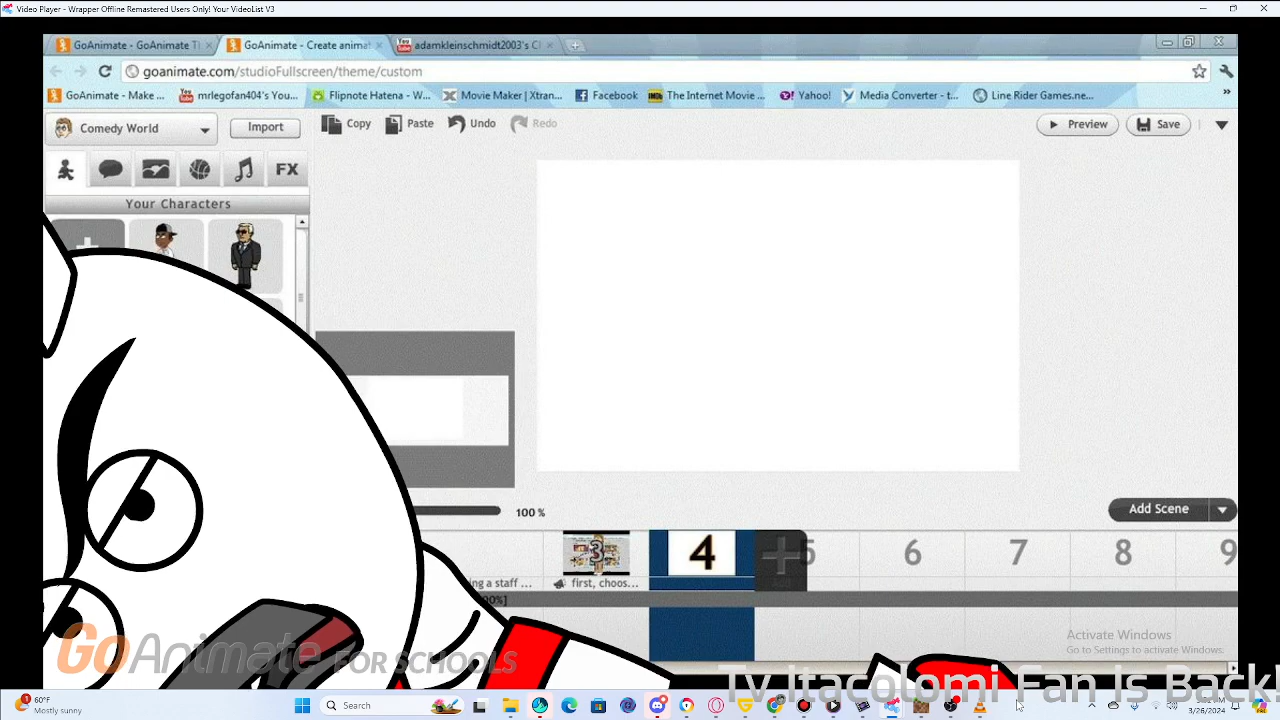 Video Player - Wrapper Offline Remastered Users Only! Your VideoList V3
GoAnimate - GoAnimate T
GoAnimate - Create animat
adamkleinschmidt2003's C
goanimate.com/studioFullscreen/theme/custom
GoAnimate - Make ...
mrlegofan404's You...
Flipnote Hatena - W...
Movie Maker | Xtran...
Facebook
The Internet Movie ...
Yahoo!
Media Converter - t...
Line Rider Games.ne...
Comedy World
Import
Copy
Paste
Undo
Redo
Preview
Save
FX
Your Characters
100 %
Add Scene
3
4
5
6
7
8
9
ng a staff ...
first, choos...
Activate Windows
Go to Settings to activate Windows.
GoAnimate FOR SCHOOLS
Tv Itacolomi Fan Is Back!
60°F
Mostly sunny
Search
3/26/2024